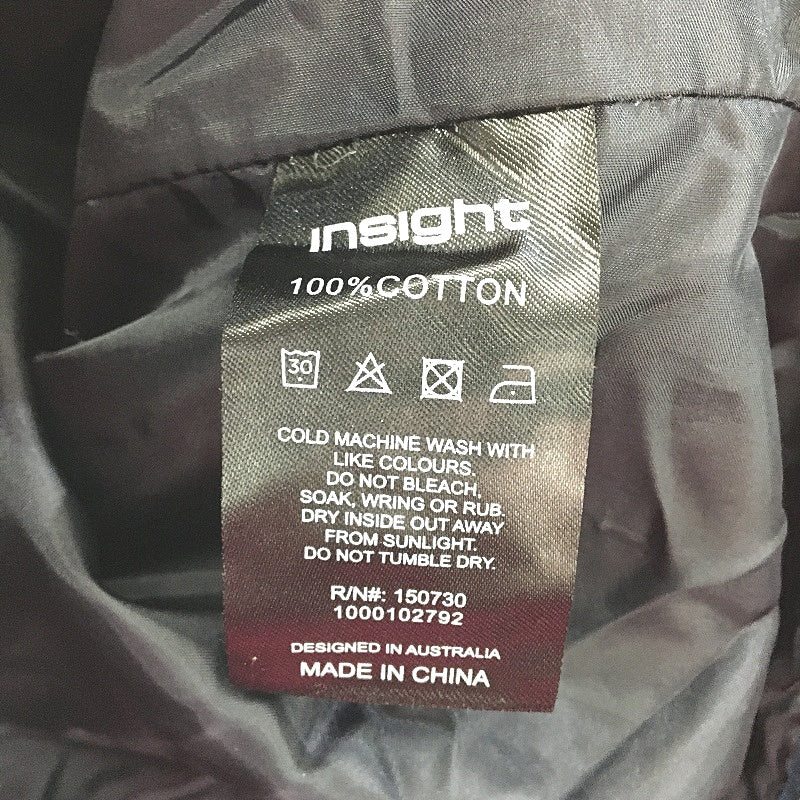 insight
100% COTTON
30
COLD MACHINE WASH WITH
LIKE COLOURS.
DO NOT BLEACH,
SOAK, WRING OR RUB.
DRY INSIDE OUT AWAY
FROM SUNLIGHT.
DO NOT TUMBLE DRY.
R/N#: 150730
1000102792
DESIGNED IN AUSTRALIA
MADE IN CHINA